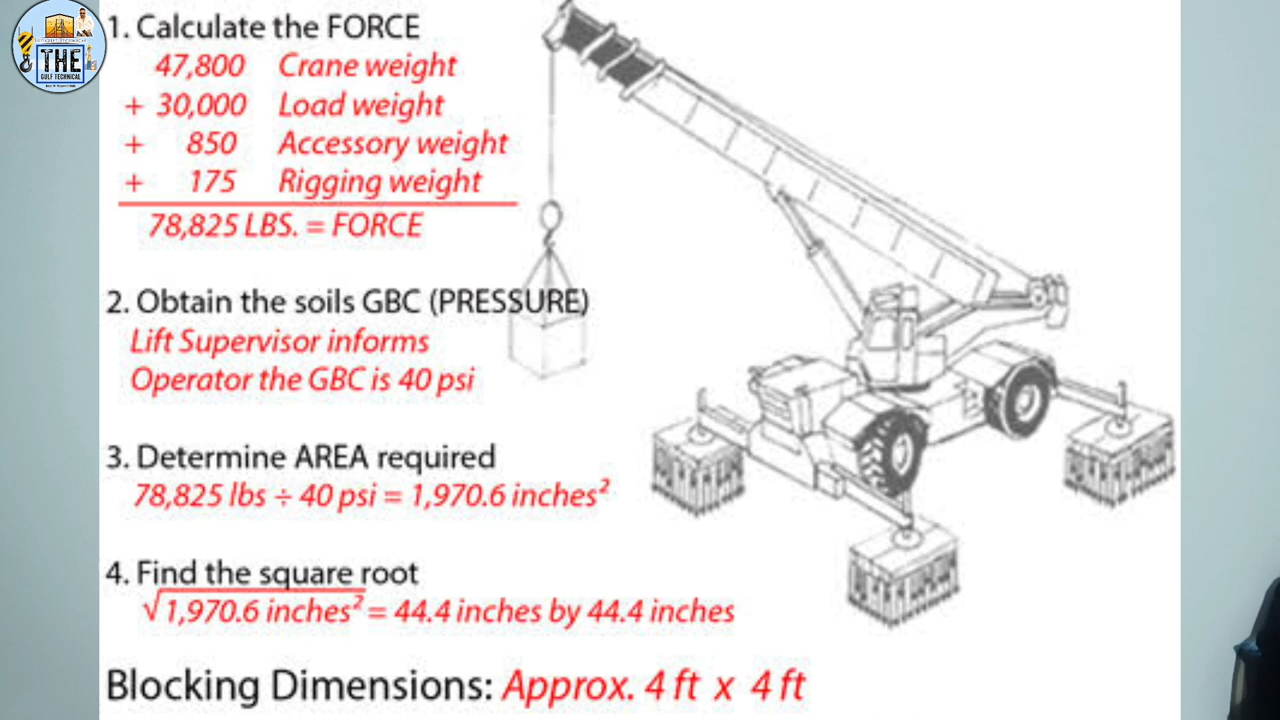 THE
GULF TECHNICAL
1. Calculate the FORCE
47,800 Crane weight
+ 30,000 Load weight
+ 850 Accessory weight
+ 175 Rigging weight
78,825 LBS. = FORCE
2. Obtain the soils GBC (PRESSURE)
Lift Supervisor informs
Operator the GBC is 40 psi
3. Determine AREA required
78,825 lbs ÷ 40 psi = 1,970.6 inches²
4. Find the square root
√1,970.6 inches² = 44.4 inches by 44.4 inches
Blocking Dimensions: Approx. 4 ft x 4 ft